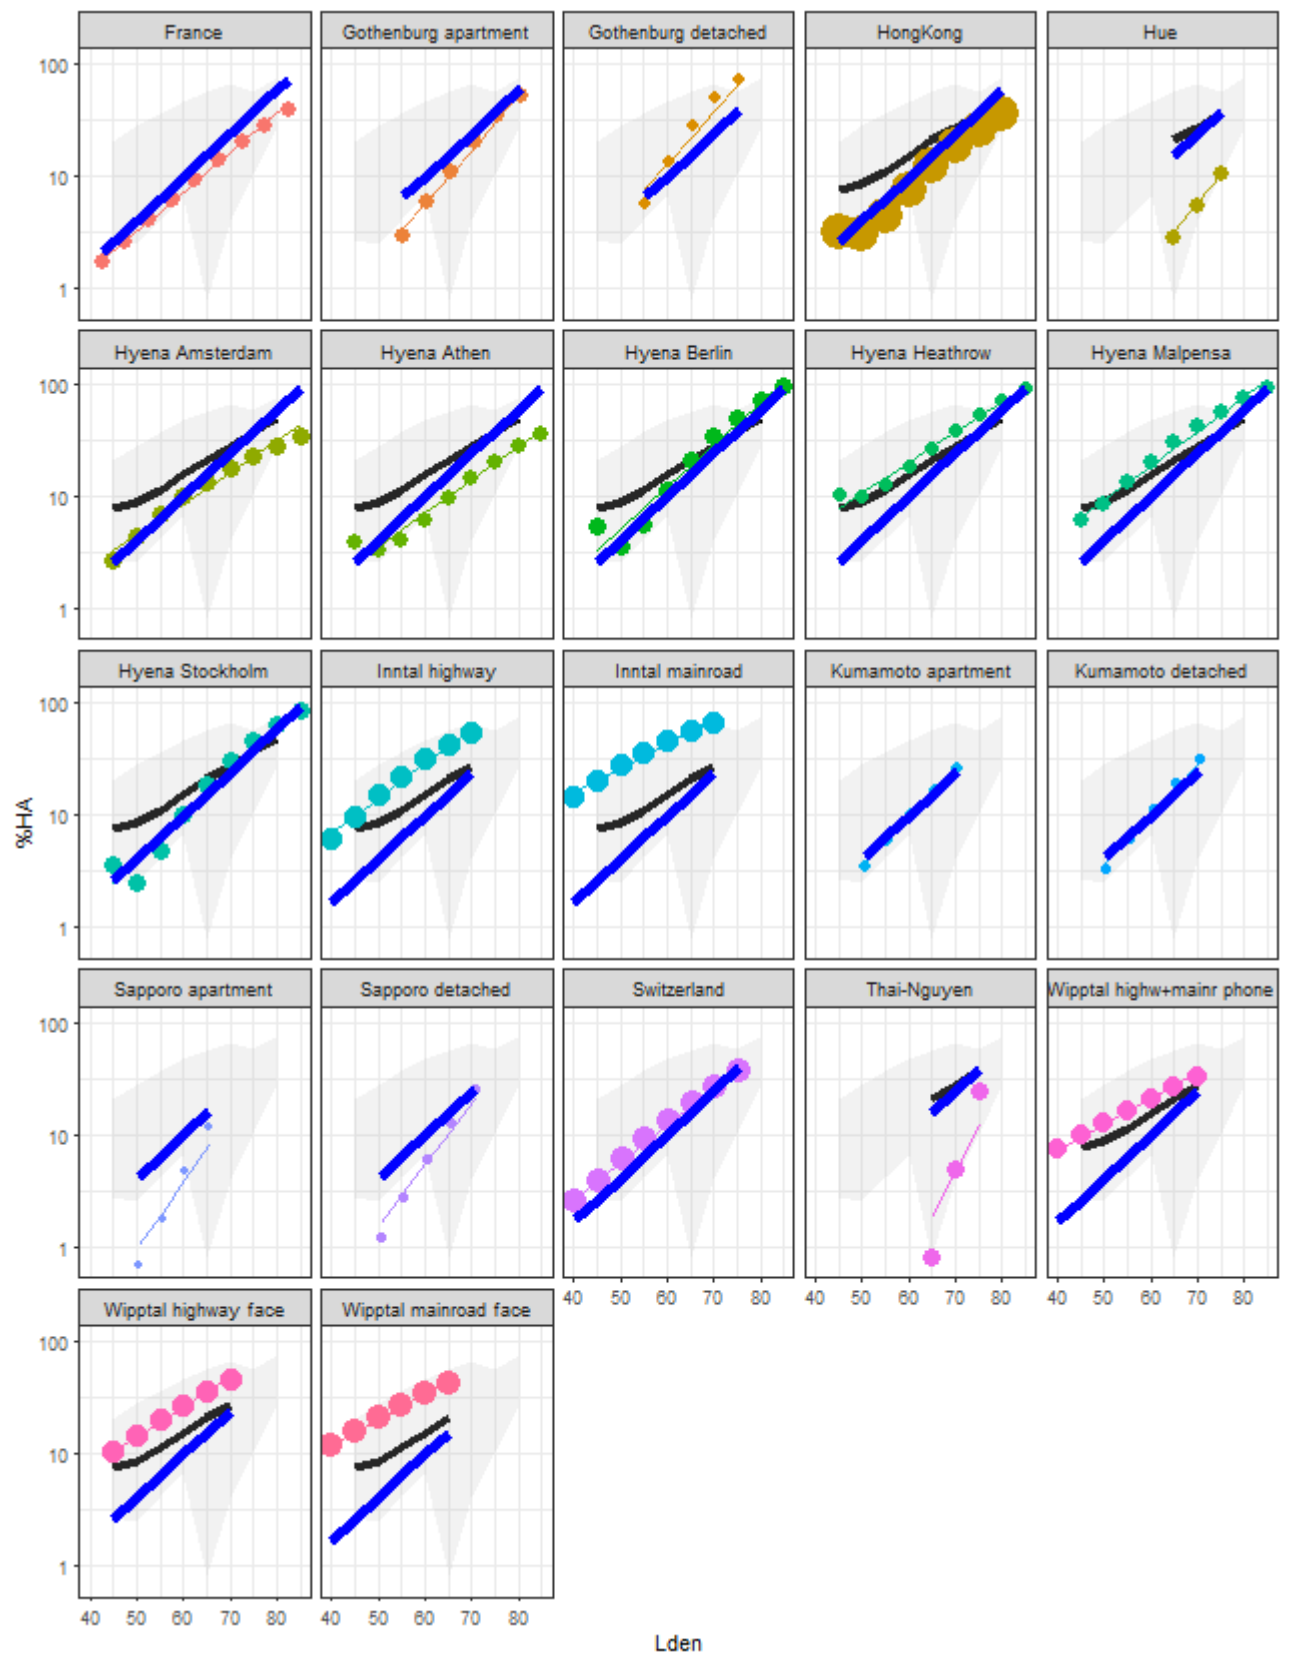 France Gothenburg apartment Gothenburg detached HongKong Hue
100
10
1
Hyena Amsterdam Hyena Athen Hyena Berlin Hyena Heathrow Hyena Malpensa
100
10
1
Hyena Stockholm Inntal highway Inntal mainroad Kumamoto apartment Kumamoto detached
100
10
1
%HA
Sapporo apartment Sapporo detached Switzerland Thai-Nguyen Wipptal highw+mainr phone
100
10
1
40 50 60 70 80 40 50 60 70 80 40 50 60 70 80
Wipptal highway face Wipptal mainroad face
100
10
1
40 50 60 70 80 40 50 60 70 80
Lden